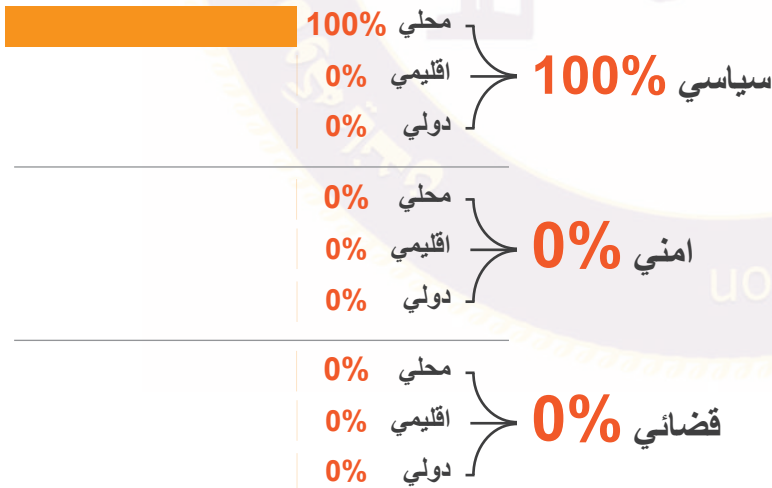 محلي 100%
سياسي 100%
اقليمي 0%
دولي 0%
محلي 0%
امني 0%
اقليمي 0%
دولي 0%
محلي 0%
قضائي 0%
اقليمي 0%
دولي 0%
on